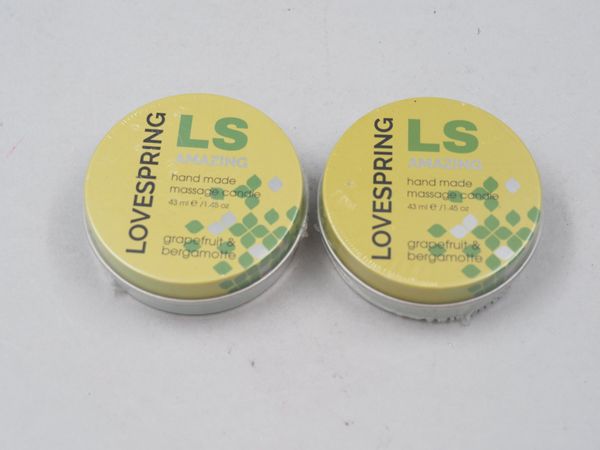 LOVESPRING
LS
AMAZING
hand made
massage candle
43 ml ℮ /1.45 oz
grapefruit &
bergamotte
LOVESPRING
LS
AMAZING
hand made
massage candle
43 ml ℮ /1.45 oz
grapefruit &
bergamotte